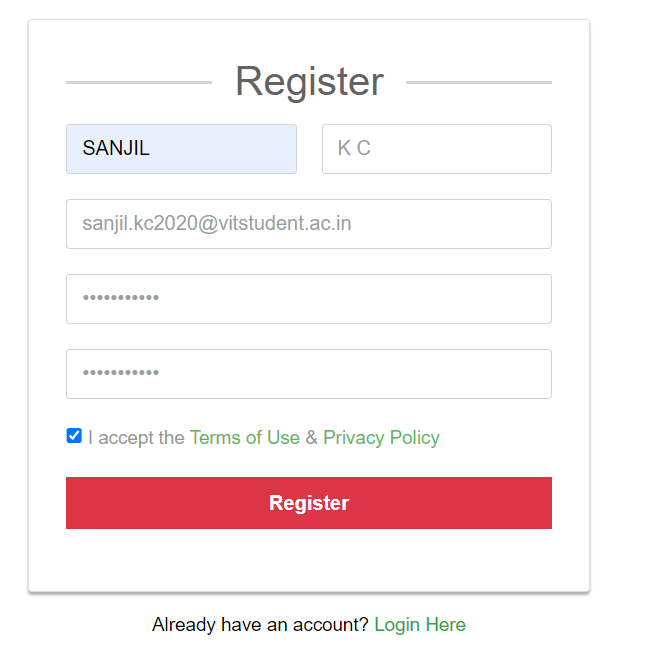 Register
SANJIL
K C
sanjil.kc2020@vitstudent.ac.in
•••••••••••
•••••••••••
I accept the Terms of Use & Privacy Policy
Register
Already have an account? Login Here